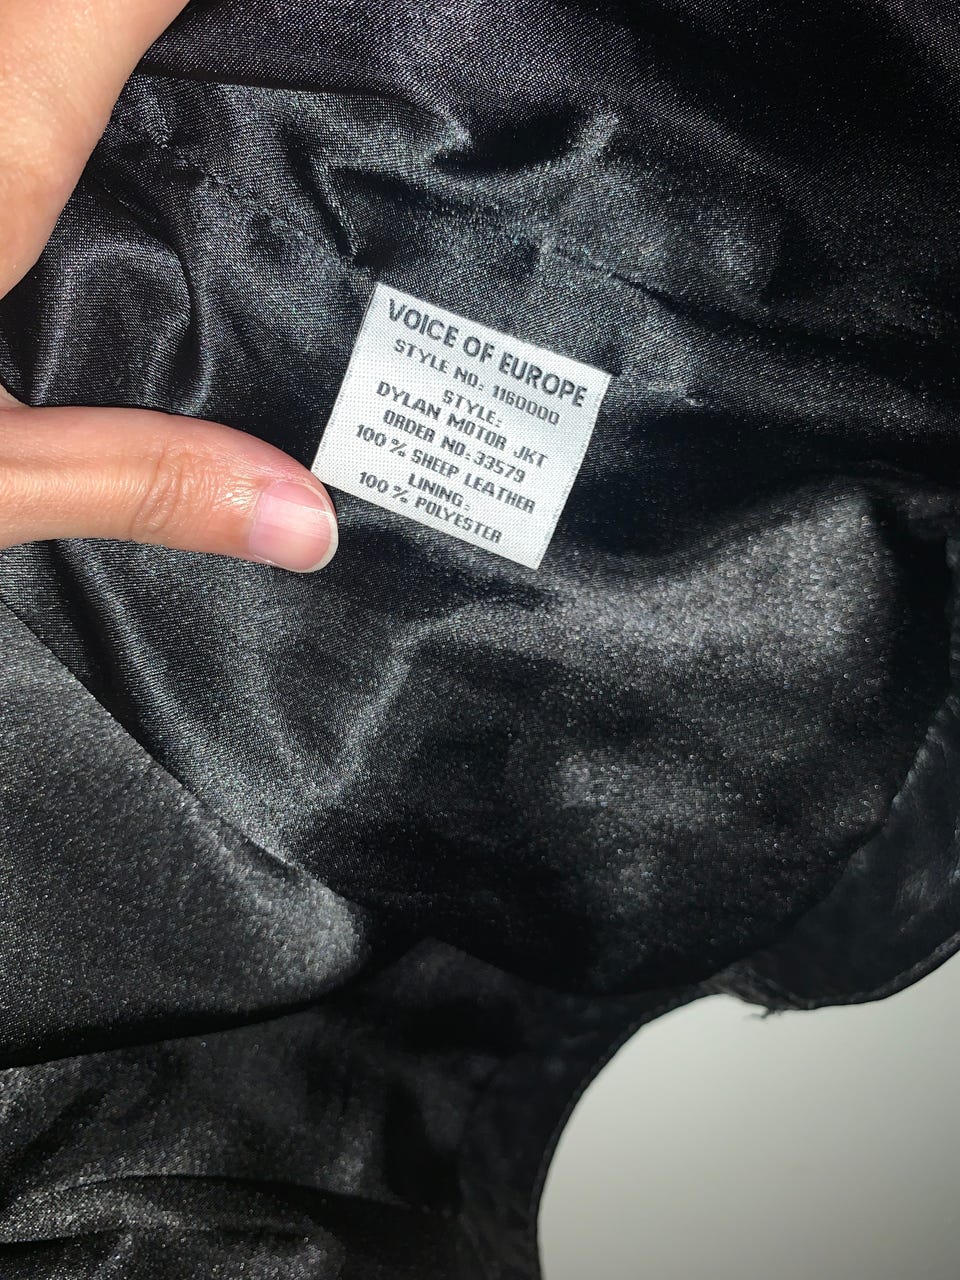 VOICE OF EUROPE
STYLE NO: 1160000
STYLE:
DYLAN MOTOR JKT
ORDER NO: 33579
100 % SHEEP LEATHER
LINING:
100 % POLYESTER